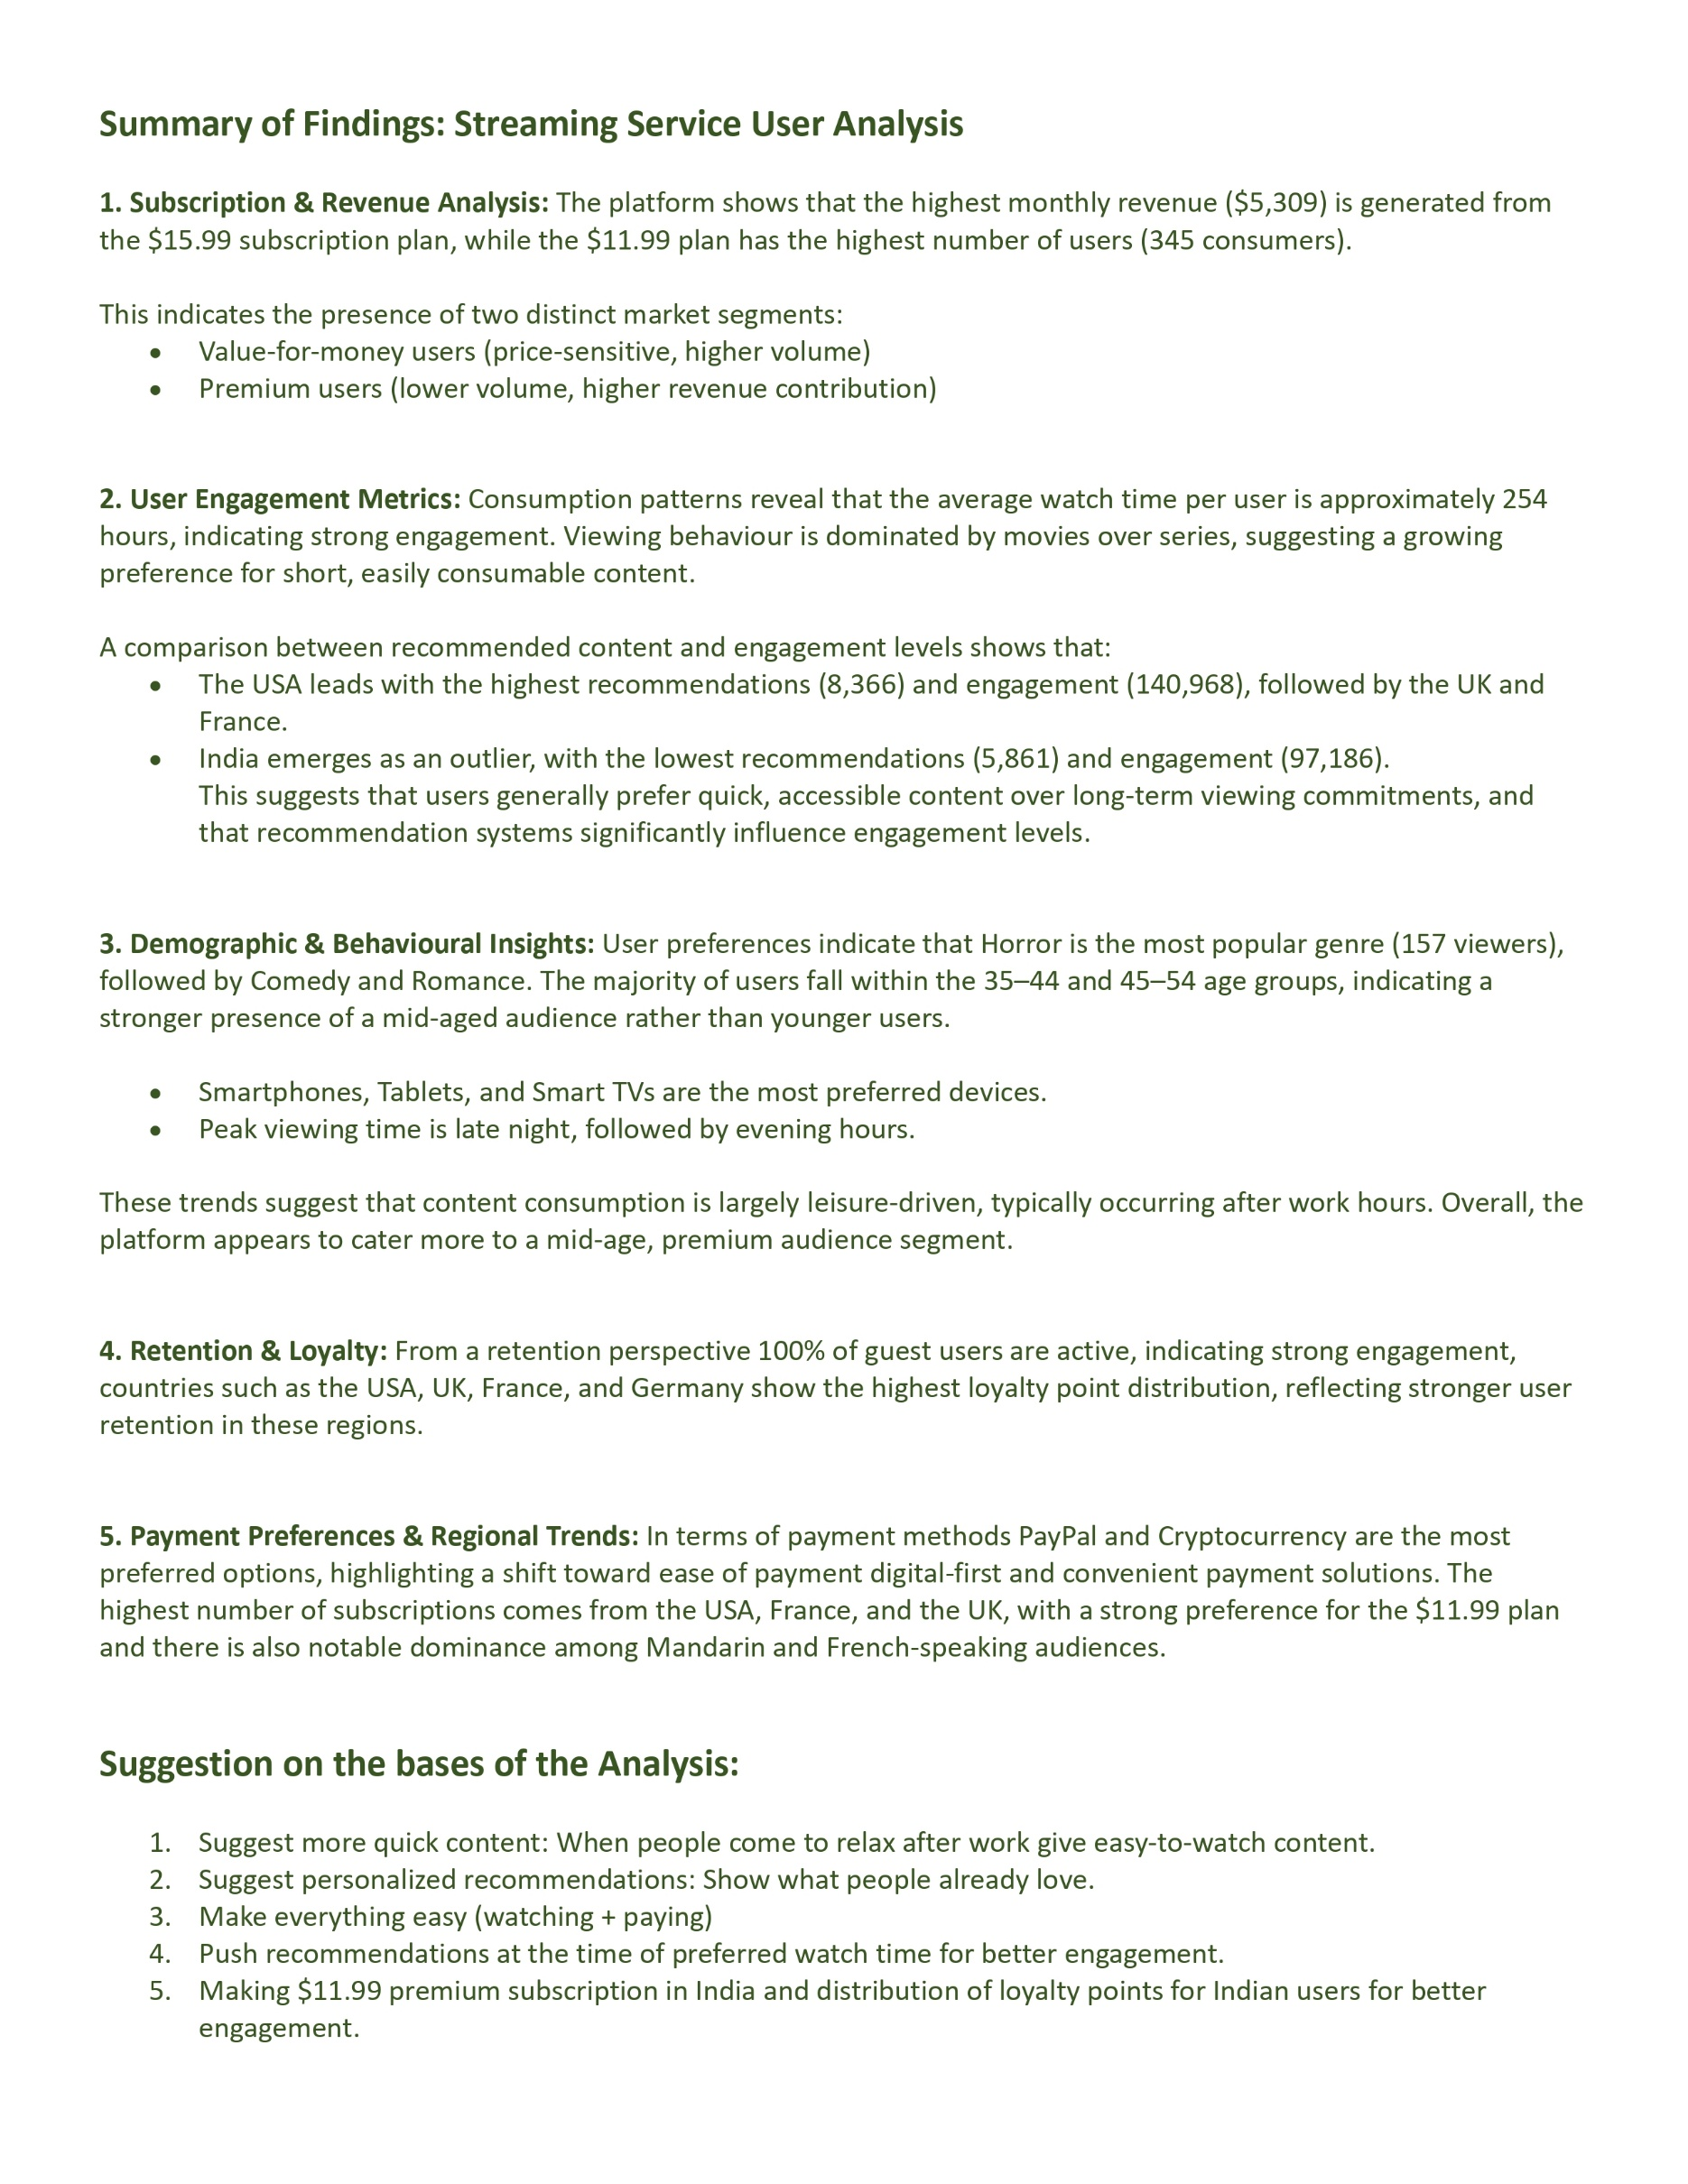 Summary of Findings: Streaming Service User Analysis
1. Subscription & Revenue Analysis: The platform shows that the highest monthly revenue ($5,309) is generated from
the $15.99 subscription plan, while the $11.99 plan has the highest number of users (345 consumers).
This indicates the presence of two distinct market segments:
• Value-for-money users (price-sensitive, higher volume)
• Premium users (lower volume, higher revenue contribution)
2. User Engagement Metrics: Consumption patterns reveal that the average watch time per user is approximately 254
hours, indicating strong engagement. Viewing behaviour is dominated by movies over series, suggesting a growing
preference for short, easily consumable content.
A comparison between recommended content and engagement levels shows that:
• The USA leads with the highest recommendations (8,366) and engagement (140,968), followed by the UK and
France.
• India emerges as an outlier, with the lowest recommendations (5,861) and engagement (97,186).
This suggests that users generally prefer quick, accessible content over long-term viewing commitments, and
that recommendation systems significantly influence engagement levels.
3. Demographic & Behavioural Insights: User preferences indicate that Horror is the most popular genre (157 viewers),
followed by Comedy and Romance. The majority of users fall within the 35–44 and 45–54 age groups, indicating a
stronger presence of a mid-aged audience rather than younger users.
• Smartphones, Tablets, and Smart TVs are the most preferred devices.
• Peak viewing time is late night, followed by evening hours.
These trends suggest that content consumption is largely leisure-driven, typically occurring after work hours. Overall, the
platform appears to cater more to a mid-age, premium audience segment.
4. Retention & Loyalty: From a retention perspective 100% of guest users are active, indicating strong engagement,
countries such as the USA, UK, France, and Germany show the highest loyalty point distribution, reflecting stronger user
retention in these regions.
5. Payment Preferences & Regional Trends: In terms of payment methods PayPal and Cryptocurrency are the most
preferred options, highlighting a shift toward ease of payment digital-first and convenient payment solutions. The
highest number of subscriptions comes from the USA, France, and the UK, with a strong preference for the $11.99 plan
and there is also notable dominance among Mandarin and French-speaking audiences.
Suggestion on the bases of the Analysis:
1. Suggest more quick content: When people come to relax after work give easy-to-watch content.
2. Suggest personalized recommendations: Show what people already love.
3. Make everything easy (watching + paying)
4. Push recommendations at the time of preferred watch time for better engagement.
5. Making $11.99 premium subscription in India and distribution of loyalty points for Indian users for better
engagement.